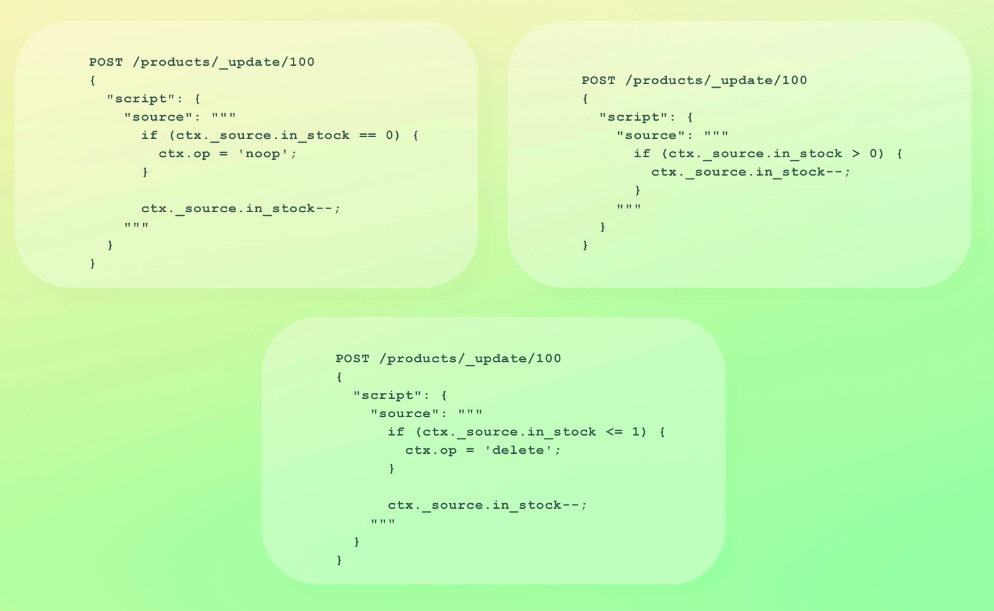 POST /products/_update/100
{
  "script": {
    "source": """
      if (ctx._source.in_stock == 0) {
        ctx.op = 'noop';
      }

      ctx._source.in_stock--;
    """
  }
}
POST /products/_update/100
{
  "script": {
    "source": """
      if (ctx._source.in_stock > 0) {
        ctx._source.in_stock--;
      }
    """
  }
}
POST /products/_update/100
{
  "script": {
    "source": """
      if (ctx._source.in_stock <= 1) {
        ctx.op = 'delete';
      }

      ctx._source.in_stock--;
    """
  }
}